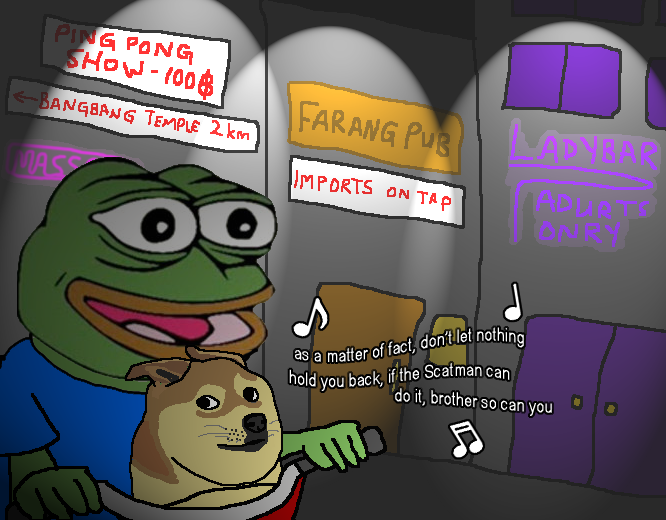 PING PONG
SHOW - 100฿
←BANGBANG TEMPLE 2km
MASS
FARANG PUB
IMPORTS ON TAP
LADYBAR
ADURTS
ONRY
as a matter of fact, don't let nothing
hold you back, if the Scatman can
do it, brother so can you